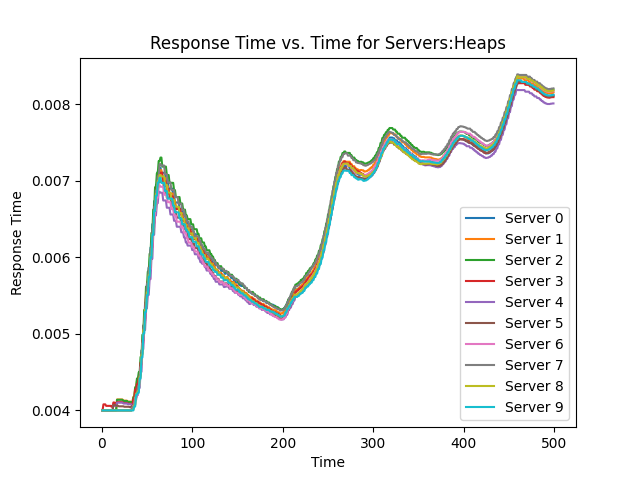 Response Time vs. Time for Servers:Heaps
Response Time
0.008
0.007
0.006
0.005
0.004
0
100
200
300
400
500
Time
Server 0
Server 1
Server 2
Server 3
Server 4
Server 5
Server 6
Server 7
Server 8
Server 9